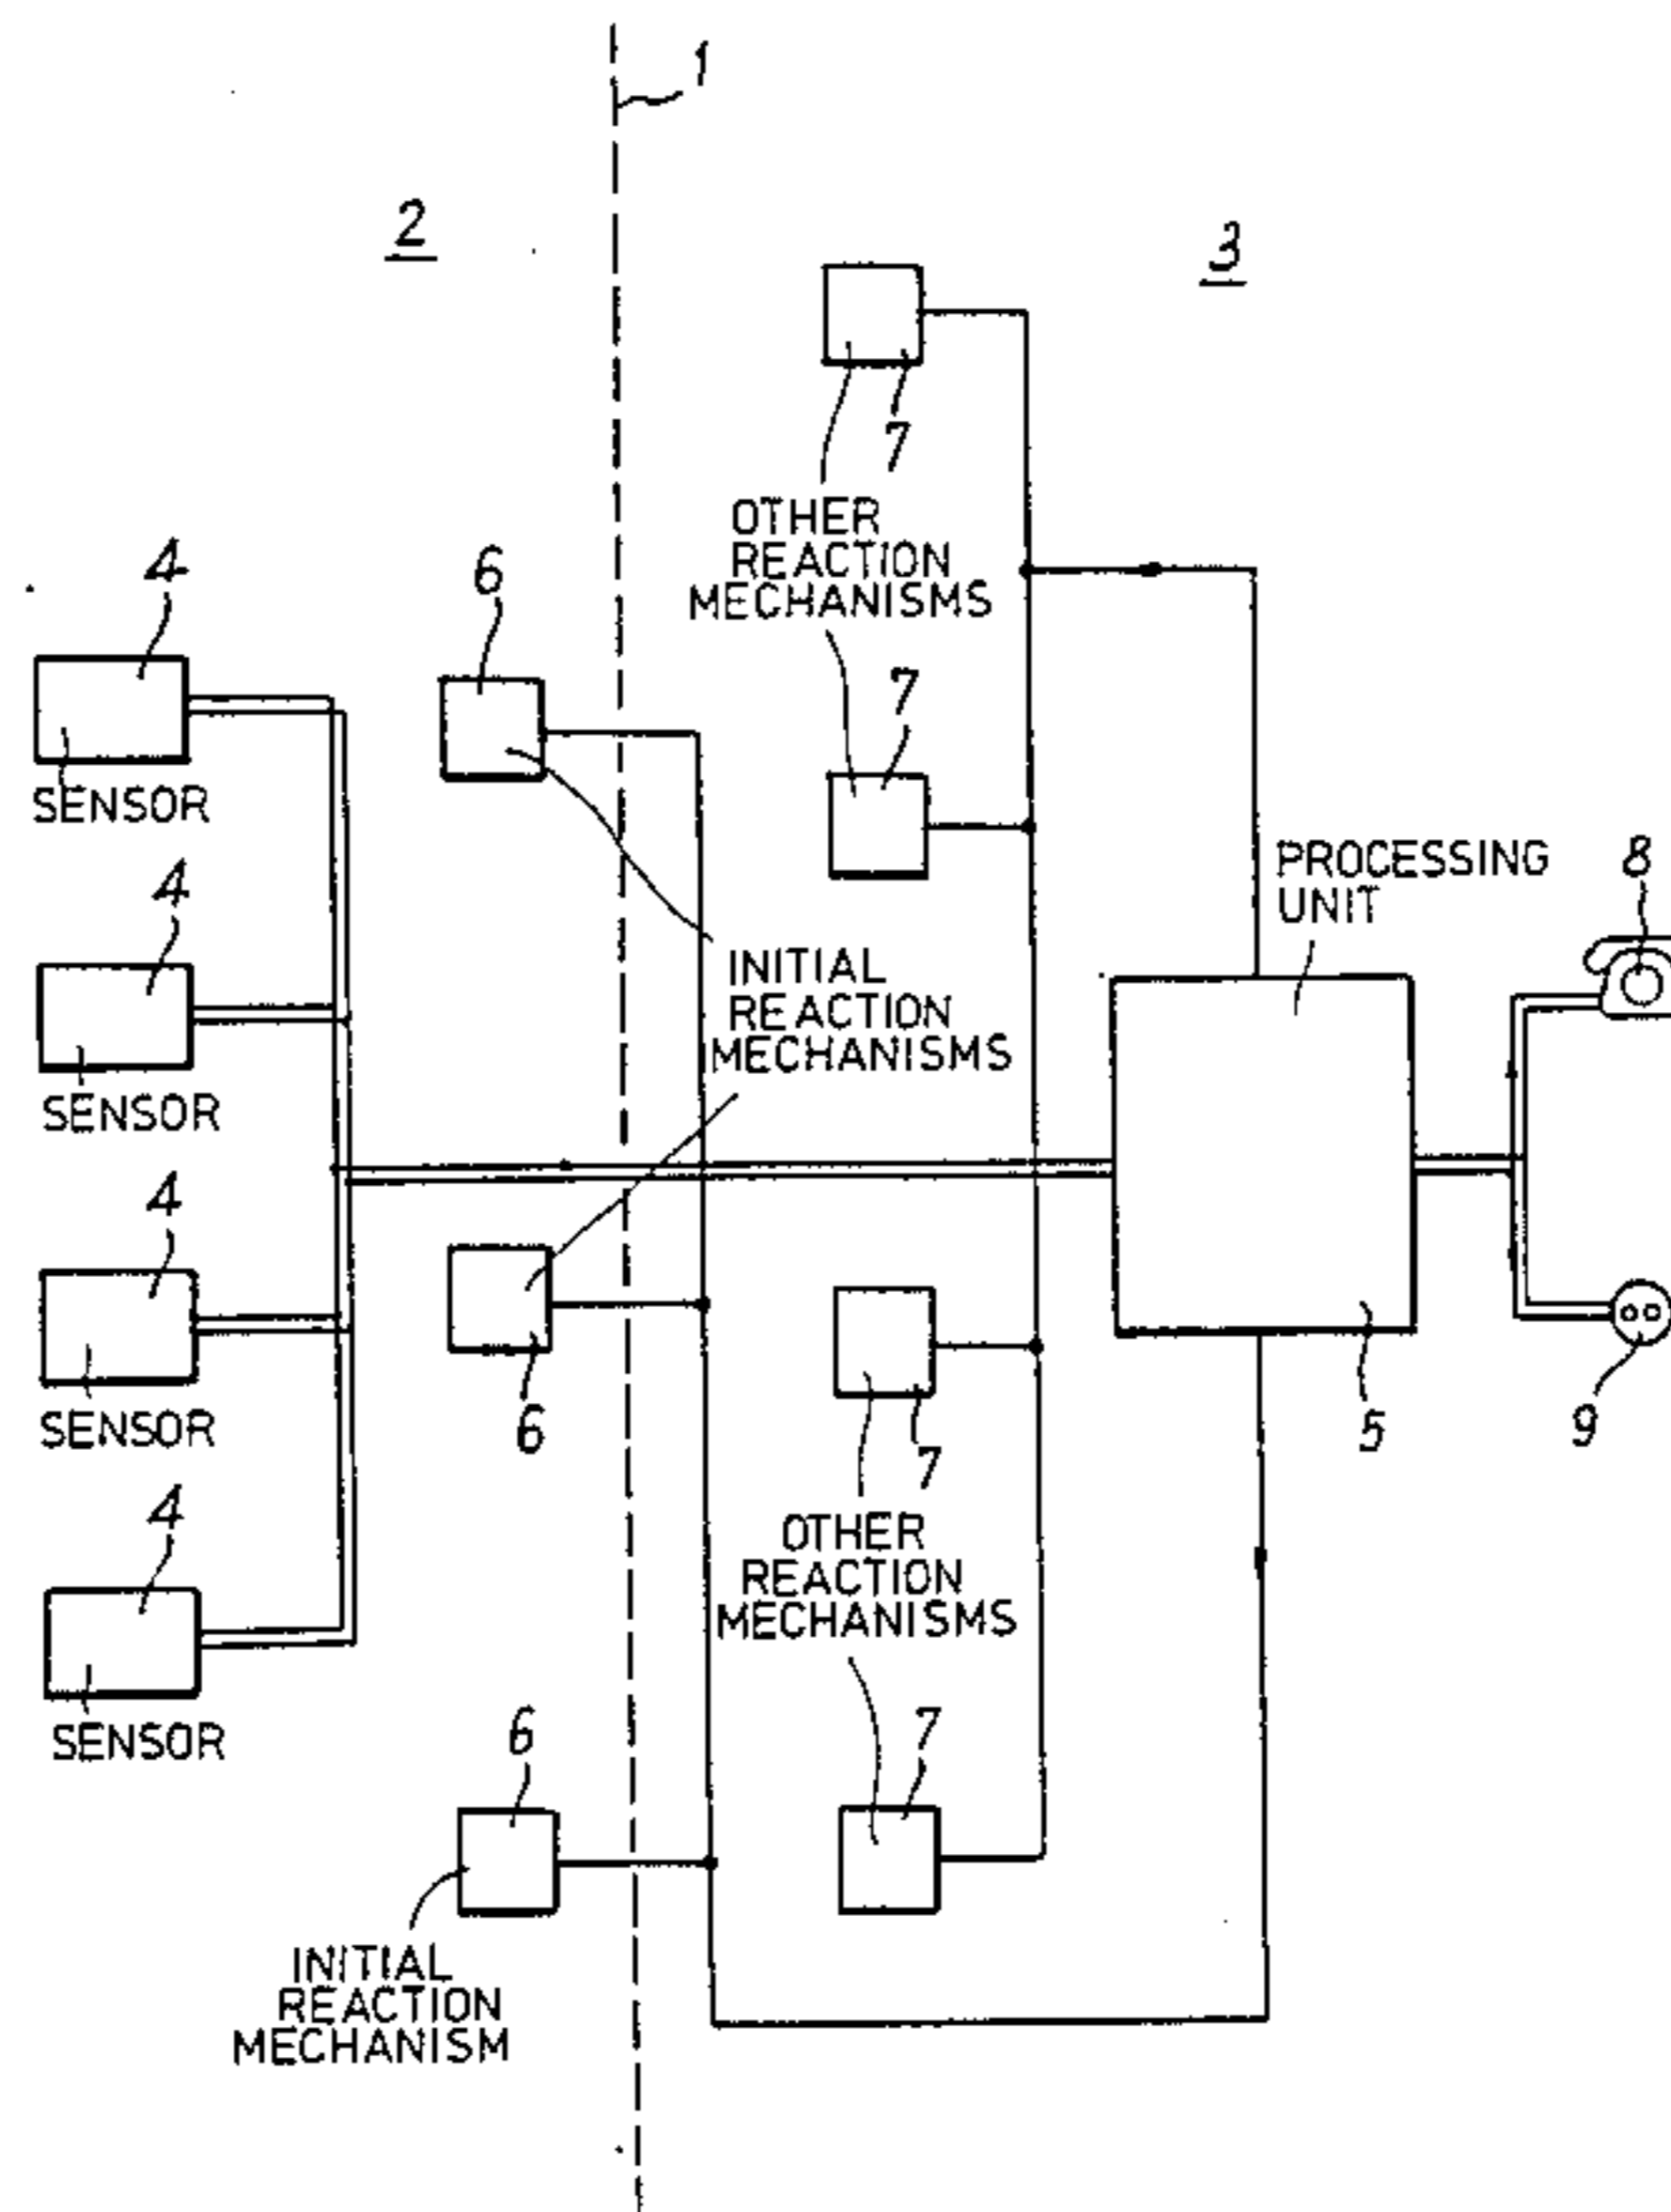 1
2
3
7
OTHER
REACTION
MECHANISMS
4
6
7
SENSOR
PROCESSING
UNIT
8
4
INITIAL
REACTION
MECHANISMS
SENSOR
4
5
9
6
7
SENSOR
4
OTHER
REACTION
MECHANISMS
6
7
SENSOR
INITIAL
REACTION
MECHANISM